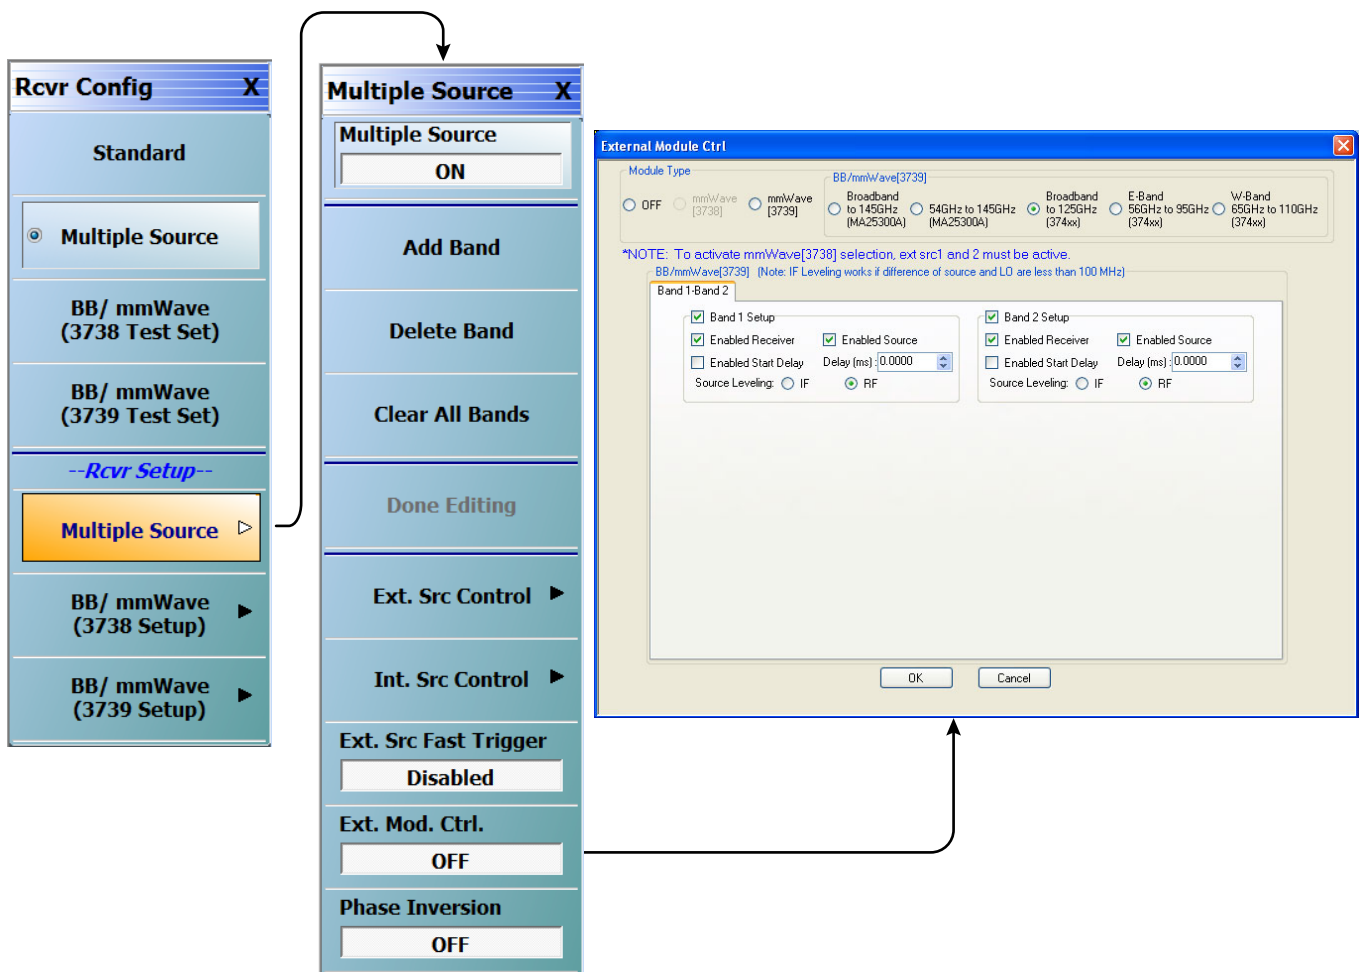 Rcvr Config X
Standard
Multiple Source
BB/ mmWave
(3738 Test Set)
BB/ mmWave
(3739 Test Set)
--Rcvr Setup--
Multiple Source
BB/ mmWave
(3738 Setup)
BB/ mmWave
(3739 Setup)
Multiple Source X
Multiple Source
ON
Add Band
Delete Band
Clear All Bands
Done Editing
Ext. Src Control
Int. Src Control
Ext. Src Fast Trigger
Disabled
Ext. Mod. Ctrl.
OFF
Phase Inversion
OFF
External Module Ctrl
Module Type
OFF
mmWave
[3738]
mmWave
[3739]
BB/mmWave[3739]
Broadband
to 145GHz
(MA25300A)
54GHz to 145GHz
(MA25300A)
Broadband
to 125GHz
(374xx)
E-Band
56GHz to 95GHz
(374xx)
W-Band
65GHz to 110GHz
(374xx)
*NOTE: To activate mmWave[3738] selection, ext src1 and 2 must be active.
BB/mmWave[3739] (Note: IF Leveling works if difference of source and LO are less than 100 MHz)
Band 1-Band 2
Band 1 Setup
Enabled Receiver Enabled Source
Enabled Start Delay Delay (ms) : 0.0000
Source Leveling: IF RF
Band 2 Setup
Enabled Receiver Enabled Source
Enabled Start Delay Delay (ms) : 0.0000
Source Leveling: IF RF
OK Cancel